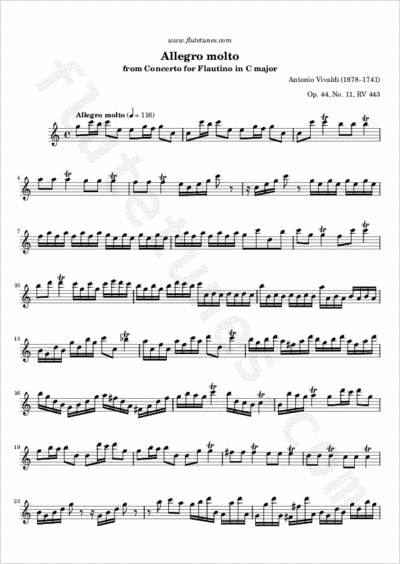 www.flutetunes.com
Allegro molto
from Concerto for Flautino in C major
Antonio Vivaldi (1678–1741)
Op. 44, No. 11, RV 443
Allegro molto (♩ = 116)
4
7
10
13
16
19
23
flutetunes.com